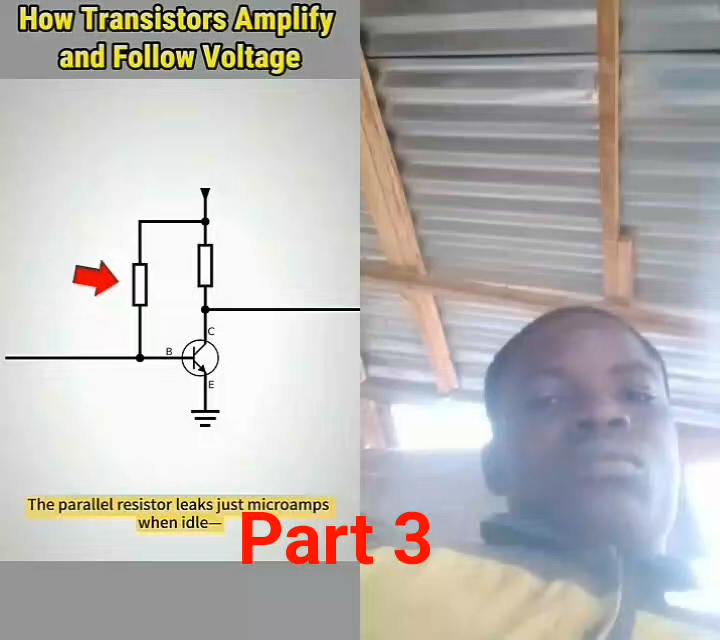 How Transistors Amplify
and Follow Voltage
C
B
E
The parallel resistor leaks just microamps
when idle—
Part 3